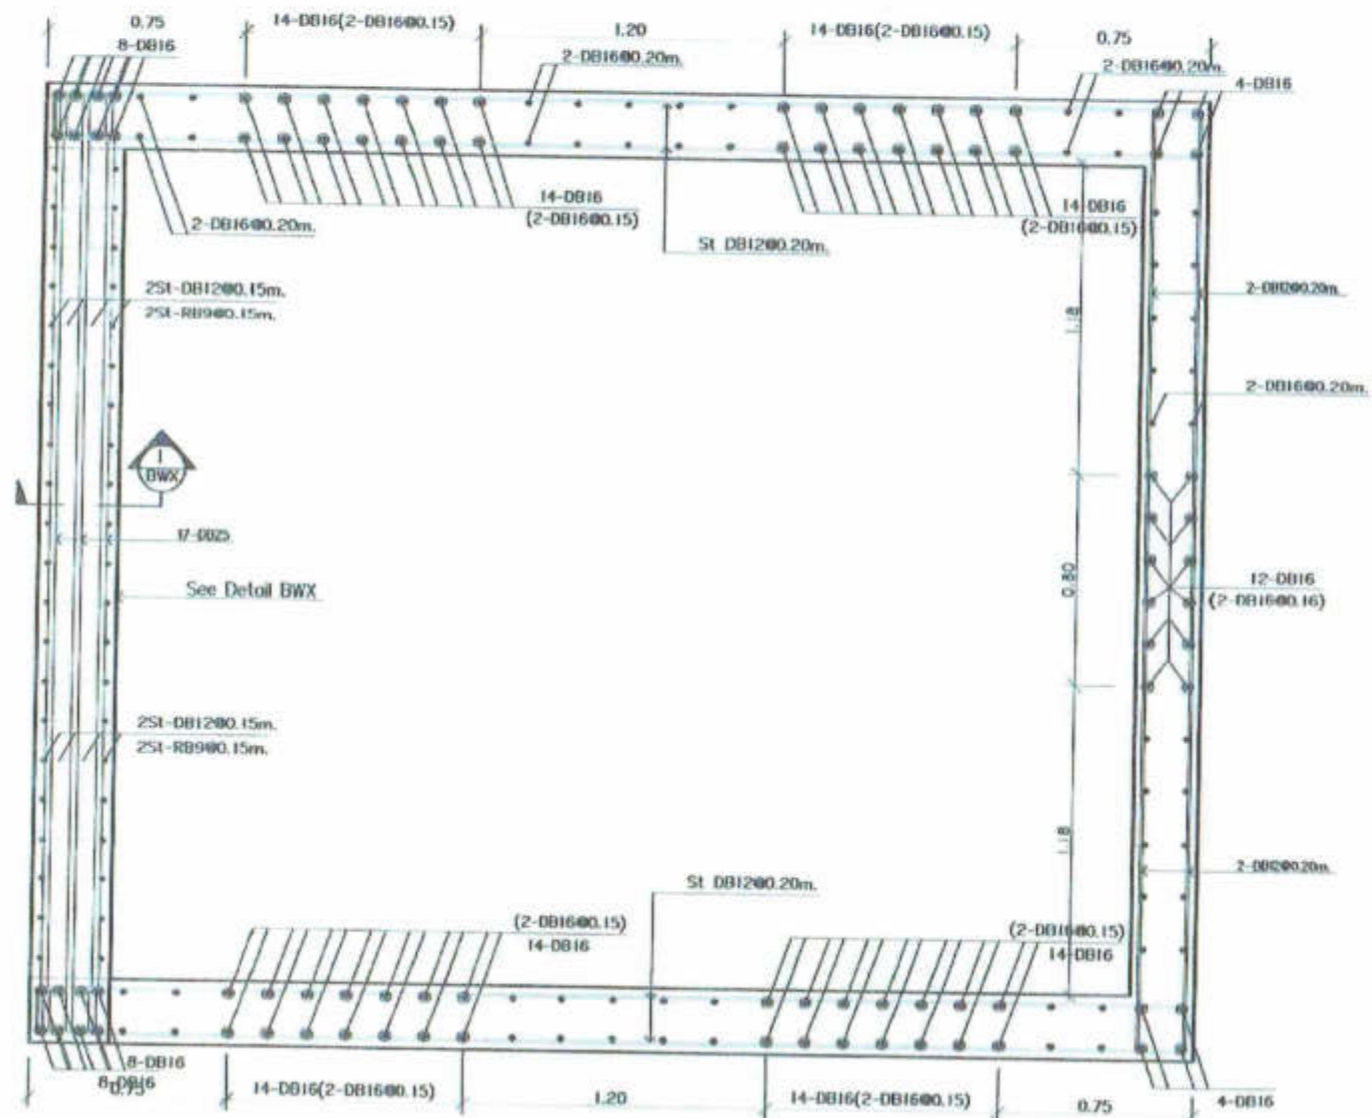 0.75
14-DB16(2-DB16@0.15)
1.20
14-DB16(2-DB16@0.15)
0.75
8-DB16
2-DB16@0.20m.
2-DB16@0.20m.
4-DB16
14-DB16
(2-DB16@0.15)
14-DB16
(2-DB16@0.15)
2-DB16@0.20m.
St DB12@0.20m.
2St-DB12@0.15m.
2St-RB9@0.15m.
2-DB12@0.20m.
1.18
2-DB16@0.20m.
1
BWX
17-DB25
See Detail BWX
0.80
12-DB16
(2-DB16@0.16)
2St-DB12@0.15m.
2St-RB9@0.15m.
1.18
2-DB12@0.20m.
St DB12@0.20m.
(2-DB16@0.15)
14-DB16
(2-DB16@0.15)
14-DB16
8-DB16
8-DB16
0.75
14-DB16(2-DB16@0.15)
1.20
14-DB16(2-DB16@0.15)
0.75
4-DB16